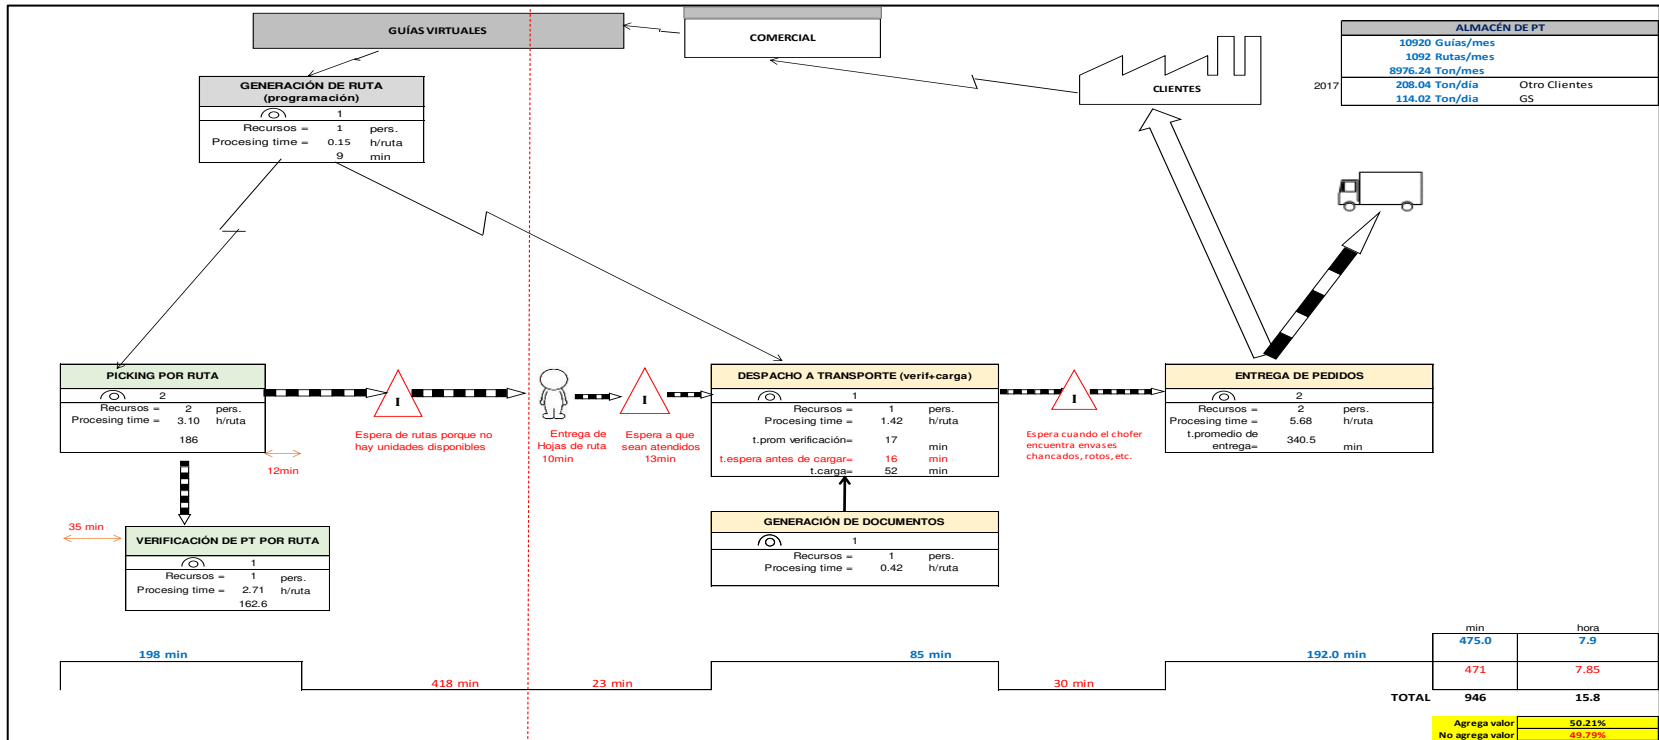 GUÍAS VIRTUALES
COMERCIAL
CLIENTES
ALMACÉN DE PT
10920 Guías/mes
1092 Rutas/mes
8976.24 Ton/mes
2017 208.04 Ton/día Otro Clientes
114.02 Ton/dia GS
GENERACIÓN DE RUTA
(programación)
1
Recursos = 1 pers.
Procesing time = 0.15 h/ruta
9 min
PICKING POR RUTA
2
Recursos = 2 pers.
Procesing time = 3.10 h/ruta
186
12min
I
Espera de rutas porque no
hay unidades disponibles
Entrega de
Hojas de ruta
10min
I
Espera a que
sean atendidos
13min
DESPACHO A TRANSPORTE (verif+carga)
1
Recursos = 1 pers.
Procesing time = 1.42 h/ruta
t.prom verificación= 17 min
t.espera antes de cargar= 16 min
t.carga= 52 min
I
Espera cuando el chofer
encuentra envases
chancados, rotos, etc.
ENTREGA DE PEDIDOS
2
Recursos = 2 pers.
Procesing time = 5.68 h/ruta
t.promedio de
entrega= 340.5 min
35 min
VERIFICACIÓN DE PT POR RUTA
1
Recursos = 1 pers.
Procesing time = 2.71 h/ruta
162.6
GENERACIÓN DE DOCUMENTOS
1
Recursos = 1 pers.
Procesing time = 0.42 h/ruta
198 min
418 min
23 min
85 min
30 min
192.0 min
min hora
475.0 7.9
471 7.85
TOTAL 946 15.8
Agrega valor 50.21%
No agrega valor 49.79%